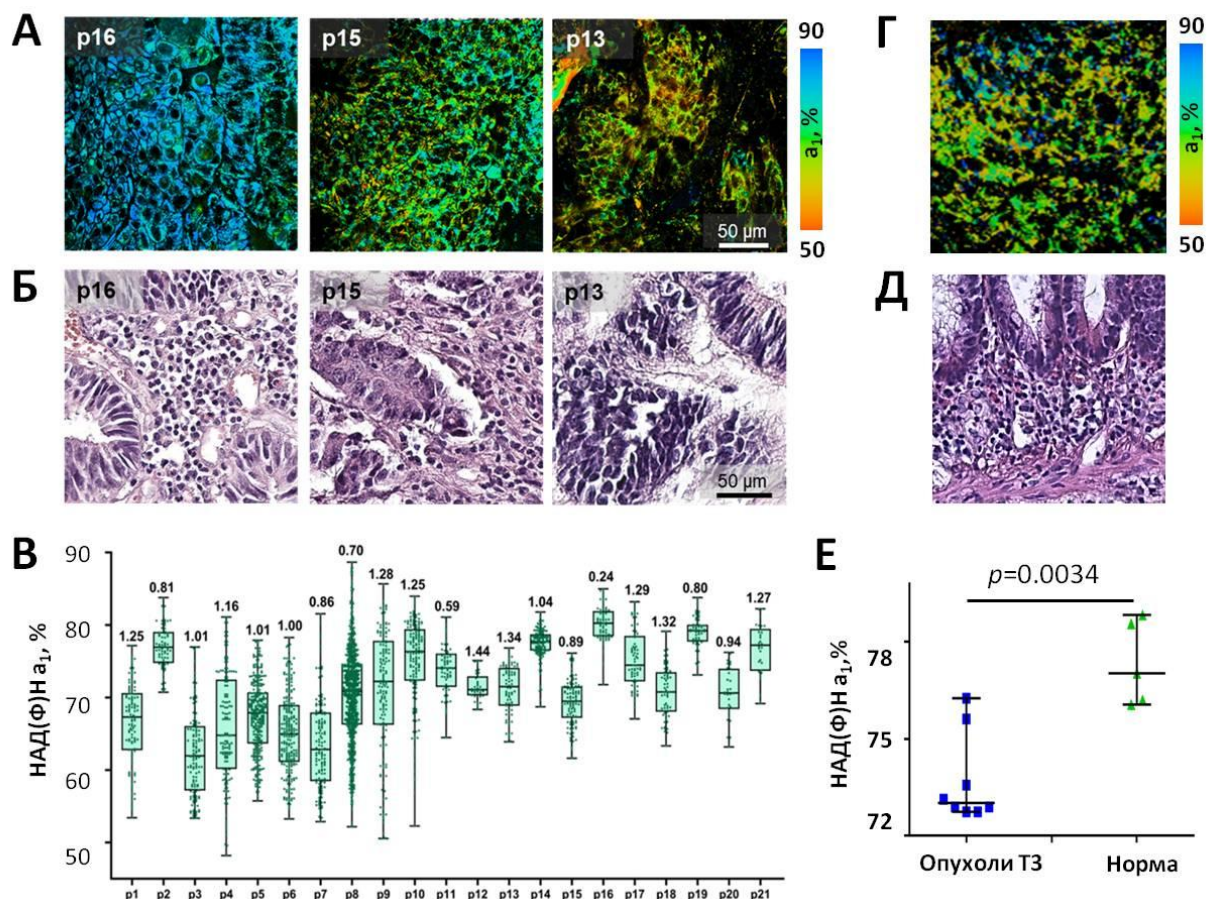 А
p16
p15
p13
90
a₁, %
50
50 µm
Г
90
a₁, %
50
Б
p16
p15
p13
50 µm
Д
В
НАД(Ф)Н a₁, %
90
80
70
60
50
1.25
0.81
1.01
1.16
1.01
1.00
0.86
0.70
1.28
1.25
0.59
1.44
1.34
1.04
0.89
0.24
1.29
1.32
0.80
0.94
1.27
p1 p2 p3 p4 p5 p6 p7 p8 p9 p10 p11 p12 p13 p14 p15 p16 p17 p18 p19 p20 p21
Е
p=0.0034
НАД(Ф)Н a₁,%
78
75
72
Опухоли Т3 Норма